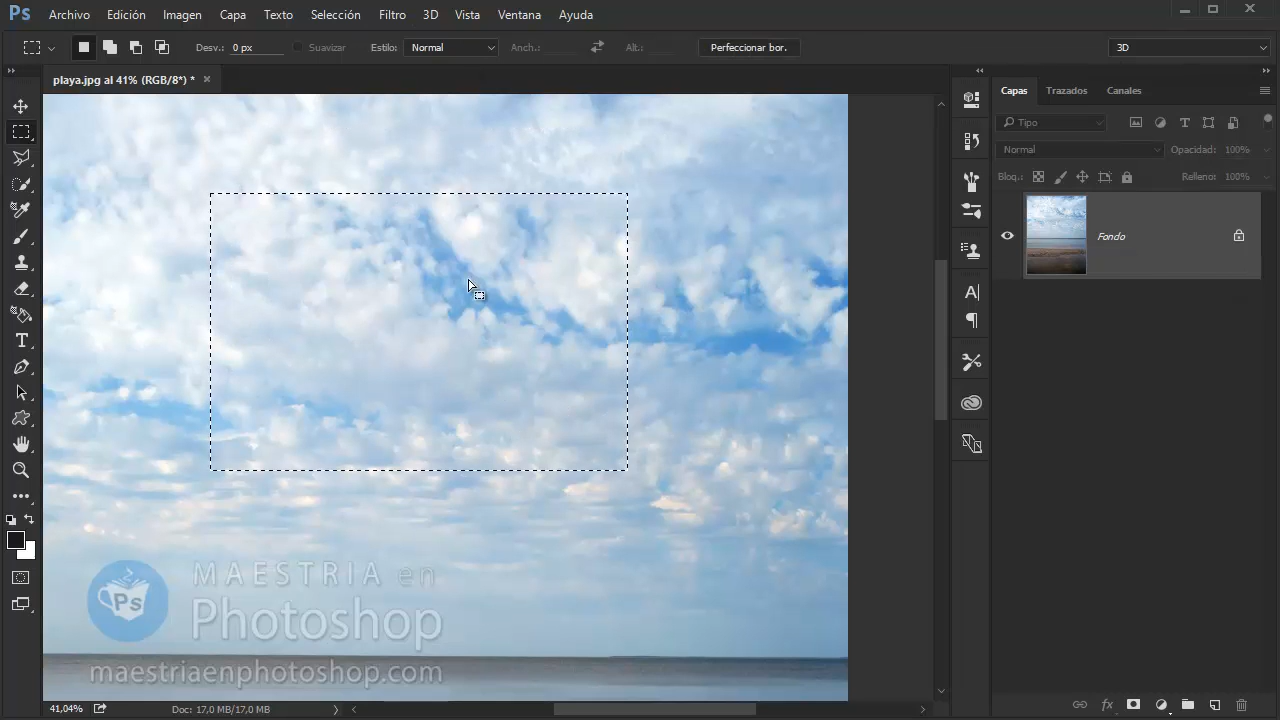 Ps Archivo Edición Imagen Capa Texto Selección Filtro 3D Vista Ventana Ayuda
Desv.: 0 px Suavizar Estilo: Normal Anch.: Alt.: Perfeccionar bor. 3D
playa.jpg al 41% (RGB/8*) * ×
Capas Trazados Canales
Tipo
Normal Opacidad: 100%
Bloq.: Relleno: 100%
Fondo
MAESTRIA en
Ps Photoshop
maestriaenphotoshop.com
41,04% Doc: 17,0 MB/17,0 MB